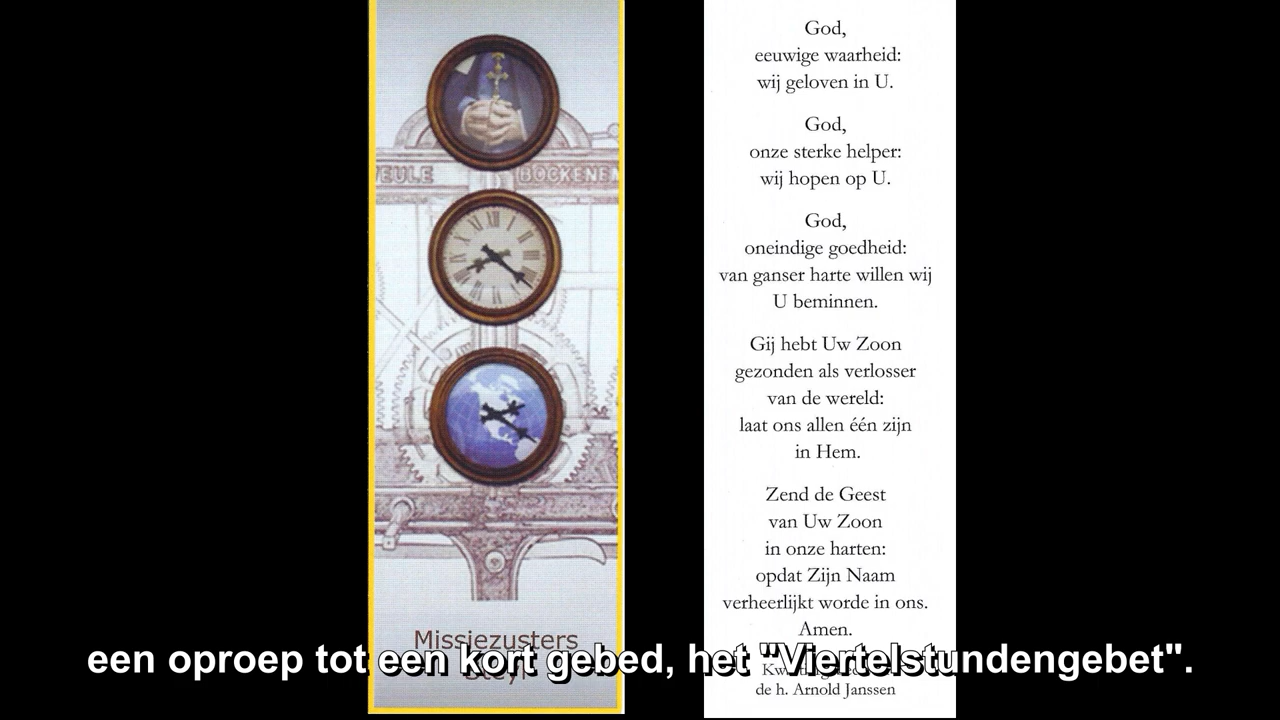 EULE BOCKENE
Missiezusters
Steyl
God,
eeuwige waarheid:
wij geloven in U.
God,
onze sterke helper:
wij hopen op U.
God,
oneindige goedheid:
van ganser harte willen wij
U beminnen.
Gij hebt Uw Zoon
gezonden als verlosser
van de wereld:
laat ons allen één zijn
in Hem.
Zend de Geest
van Uw Zoon
in onze harten:
opdat Zijn Naam
verheerlijkt worde in ons.
Amen.
de h. Arnold Janssen
een oproep tot een kort gebed, het "Viertelstundengebet".